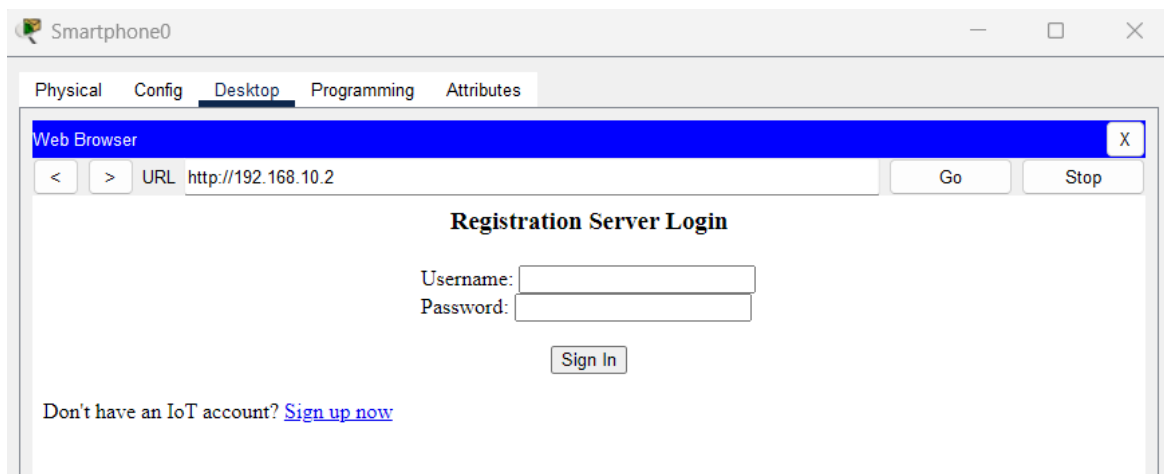 Smartphone0
Physical Config Desktop Programming Attributes
Web Browser X
< > URL http://192.168.10.2 Go Stop
Registration Server Login
Username:
Password:
Sign In
Don't have an IoT account? Sign up now